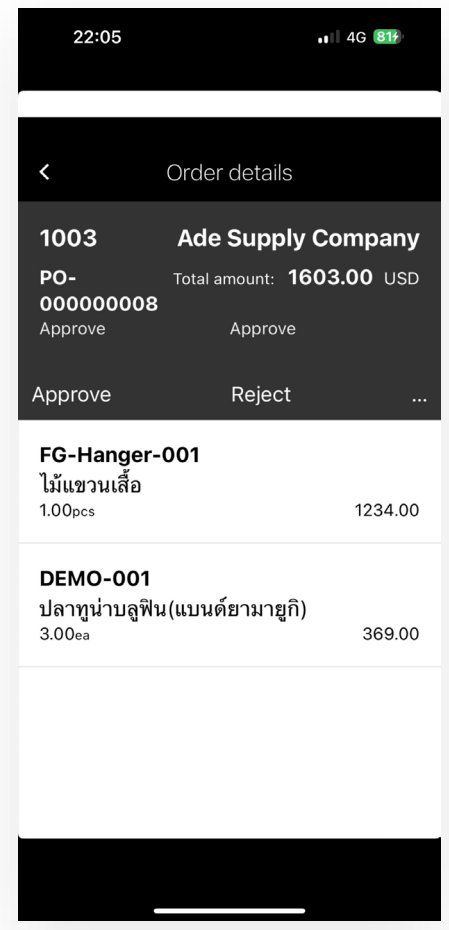 22:05 4G 81
Order details
1003 Ade Supply Company
PO-000000008 Total amount: 1603.00 USD
Approve Approve
Approve Reject ...
FG-Hanger-001
ไม้แขวนเสื้อ
1.00pcs 1234.00
DEMO-001
ปลาทูน่าบลูฟิน(แบนด์ยามายูกิ)
3.00ea 369.00